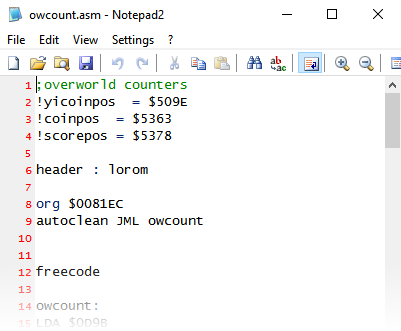 owcount.asm - Notepad2
File Edit View Settings ?
1 ;overworld counters
2 !yicoinpos = $509E
3 !coinpos  = $5363
4 !scorepos = $5378
5
6 header : lorom
7
8 org $0081EC
9 autoclean JML owcount
10
11
12 freecode
13
14 owcount:
15 LDA $0D9B